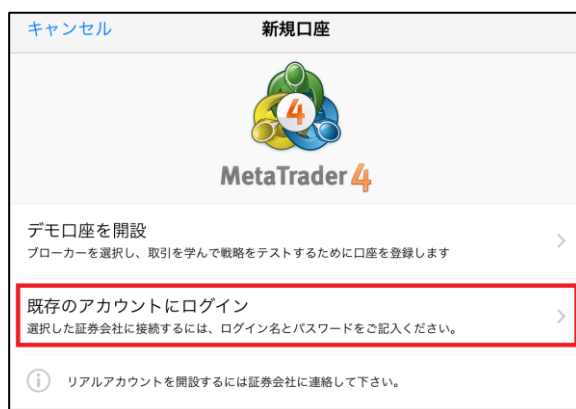 キャンセル 新規口座
4
MetaTrader 4
デモ口座を開設
ブローカーを選択し、取引を学んで戦略をテストするために口座を登録します
既存のアカウントにログイン
選択した証券会社に接続するには、ログイン名とパスワードをご記入ください。
リアルアカウントを開設するには証券会社に連絡して下さい。